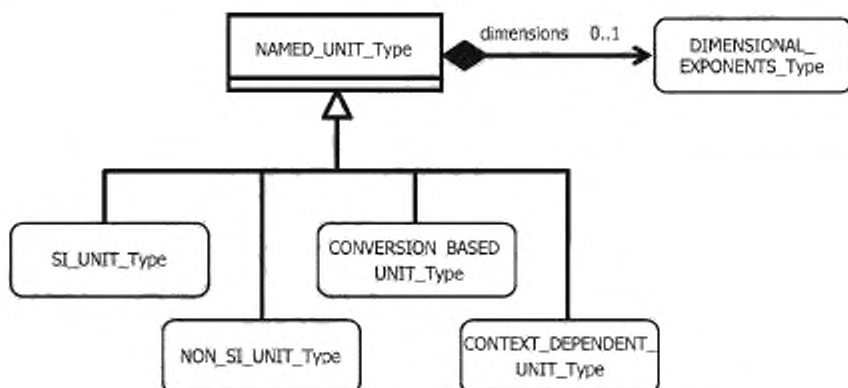 NAMED_UNIT_Type
dimensions 0..1
DIMENSIONAL_
EXPONENTS_Type
SI_UNIT_Type
CONVERSION BASED
UNIT_Type
NON_SI_UNIT_Type
CONTEXT_DEPENDENT_
UNIT_Type